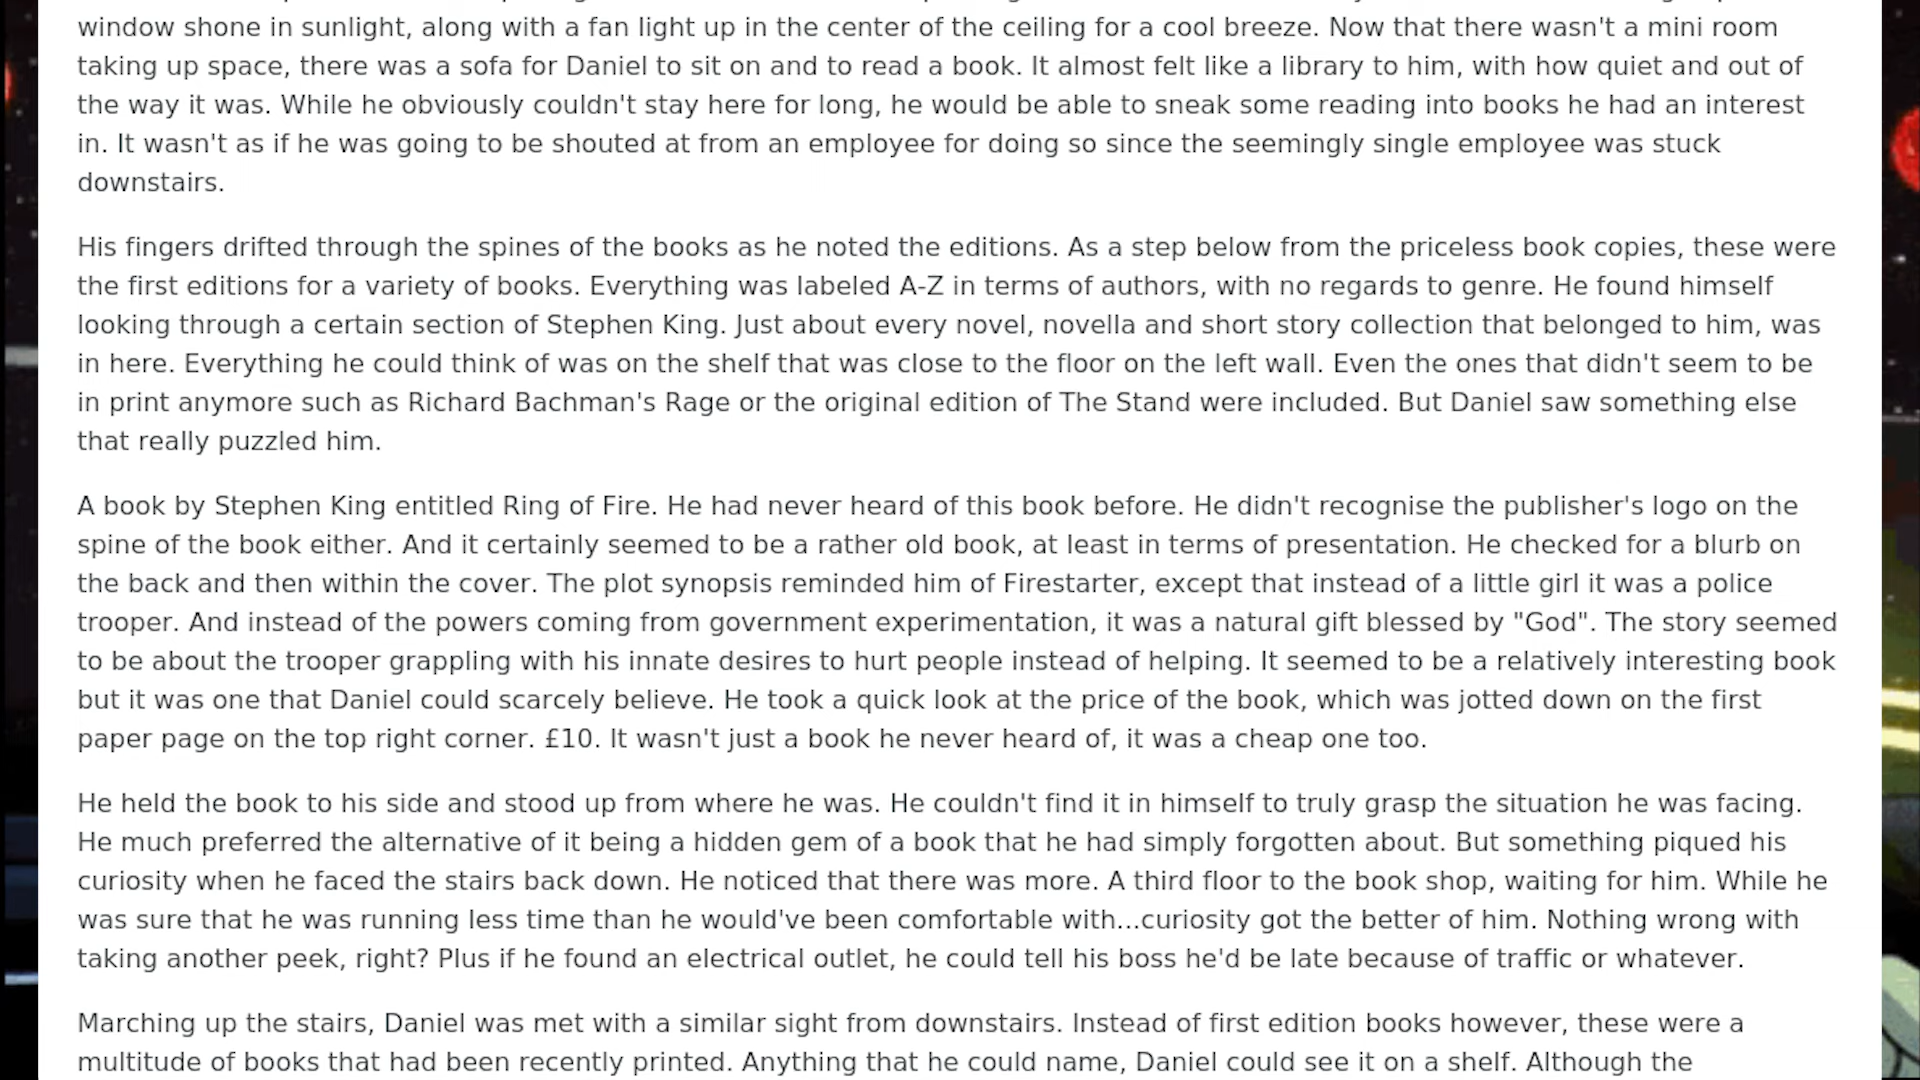 window shone in sunlight, along with a fan light up in the center of the ceiling for a cool breeze. Now that there wasn't a mini room
taking up space, there was a sofa for Daniel to sit on and to read a book. It almost felt like a library to him, with how quiet and out of
the way it was. While he obviously couldn't stay here for long, he would be able to sneak some reading into books he had an interest
in. It wasn't as if he was going to be shouted at from an employee for doing so since the seemingly single employee was stuck
downstairs.
His fingers drifted through the spines of the books as he noted the editions. As a step below from the priceless book copies, these were
the first editions for a variety of books. Everything was labeled A-Z in terms of authors, with no regards to genre. He found himself
looking through a certain section of Stephen King. Just about every novel, novella and short story collection that belonged to him, was
in here. Everything he could think of was on the shelf that was close to the floor on the left wall. Even the ones that didn't seem to be
in print anymore such as Richard Bachman's Rage or the original edition of The Stand were included. But Daniel saw something else
that really puzzled him.
A book by Stephen King entitled Ring of Fire. He had never heard of this book before. He didn't recognise the publisher's logo on the
spine of the book either. And it certainly seemed to be a rather old book, at least in terms of presentation. He checked for a blurb on
the back and then within the cover. The plot synopsis reminded him of Firestarter, except that instead of a little girl it was a police
trooper. And instead of the powers coming from government experimentation, it was a natural gift blessed by "God". The story seemed
to be about the trooper grappling with his innate desires to hurt people instead of helping. It seemed to be a relatively interesting book
but it was one that Daniel could scarcely believe. He took a quick look at the price of the book, which was jotted down on the first
paper page on the top right corner. £10. It wasn't just a book he never heard of, it was a cheap one too.
He held the book to his side and stood up from where he was. He couldn't find it in himself to truly grasp the situation he was facing.
He much preferred the alternative of it being a hidden gem of a book that he had simply forgotten about. But something piqued his
curiosity when he faced the stairs back down. He noticed that there was more. A third floor to the book shop, waiting for him. While he
was sure that he was running less time than he would've been comfortable with...curiosity got the better of him. Nothing wrong with
taking another peek, right? Plus if he found an electrical outlet, he could tell his boss he'd be late because of traffic or whatever.
Marching up the stairs, Daniel was met with a similar sight from downstairs. Instead of first edition books however, these were a
multitude of books that had been recently printed. Anything that he could name, Daniel could see it on a shelf. Although the